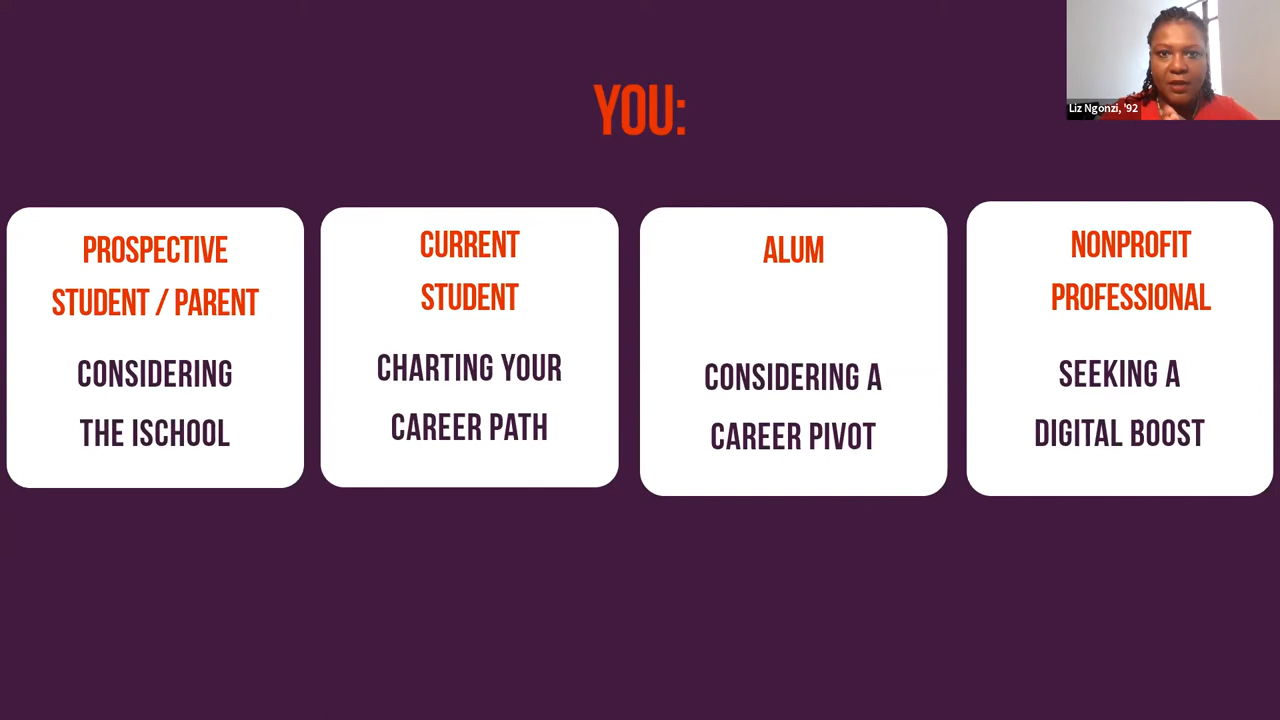 YOU:
Liz Ngonzi, '92
PROSPECTIVE
STUDENT / PARENT
CONSIDERING
THE ISCHOOL
CURRENT
STUDENT
CHARTING YOUR
CAREER PATH
ALUM
CONSIDERING A
CAREER PIVOT
NONPROFIT
PROFESSIONAL
SEEKING A
DIGITAL BOOST